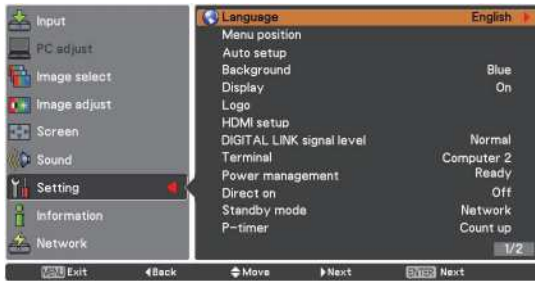 Input
PC adjust
Image select
Image adjust
Screen
Sound
Setting
Information
Network
Language English
Menu position
Auto setup
Background Blue
Display On
Logo
HDMI setup
DIGITAL LINK signal level Normal
Terminal Computer 2
Power management Ready
Direct on Off
Standby mode Network
P-timer Count up
1/2
MENU Exit Back Move Next ENTER Next